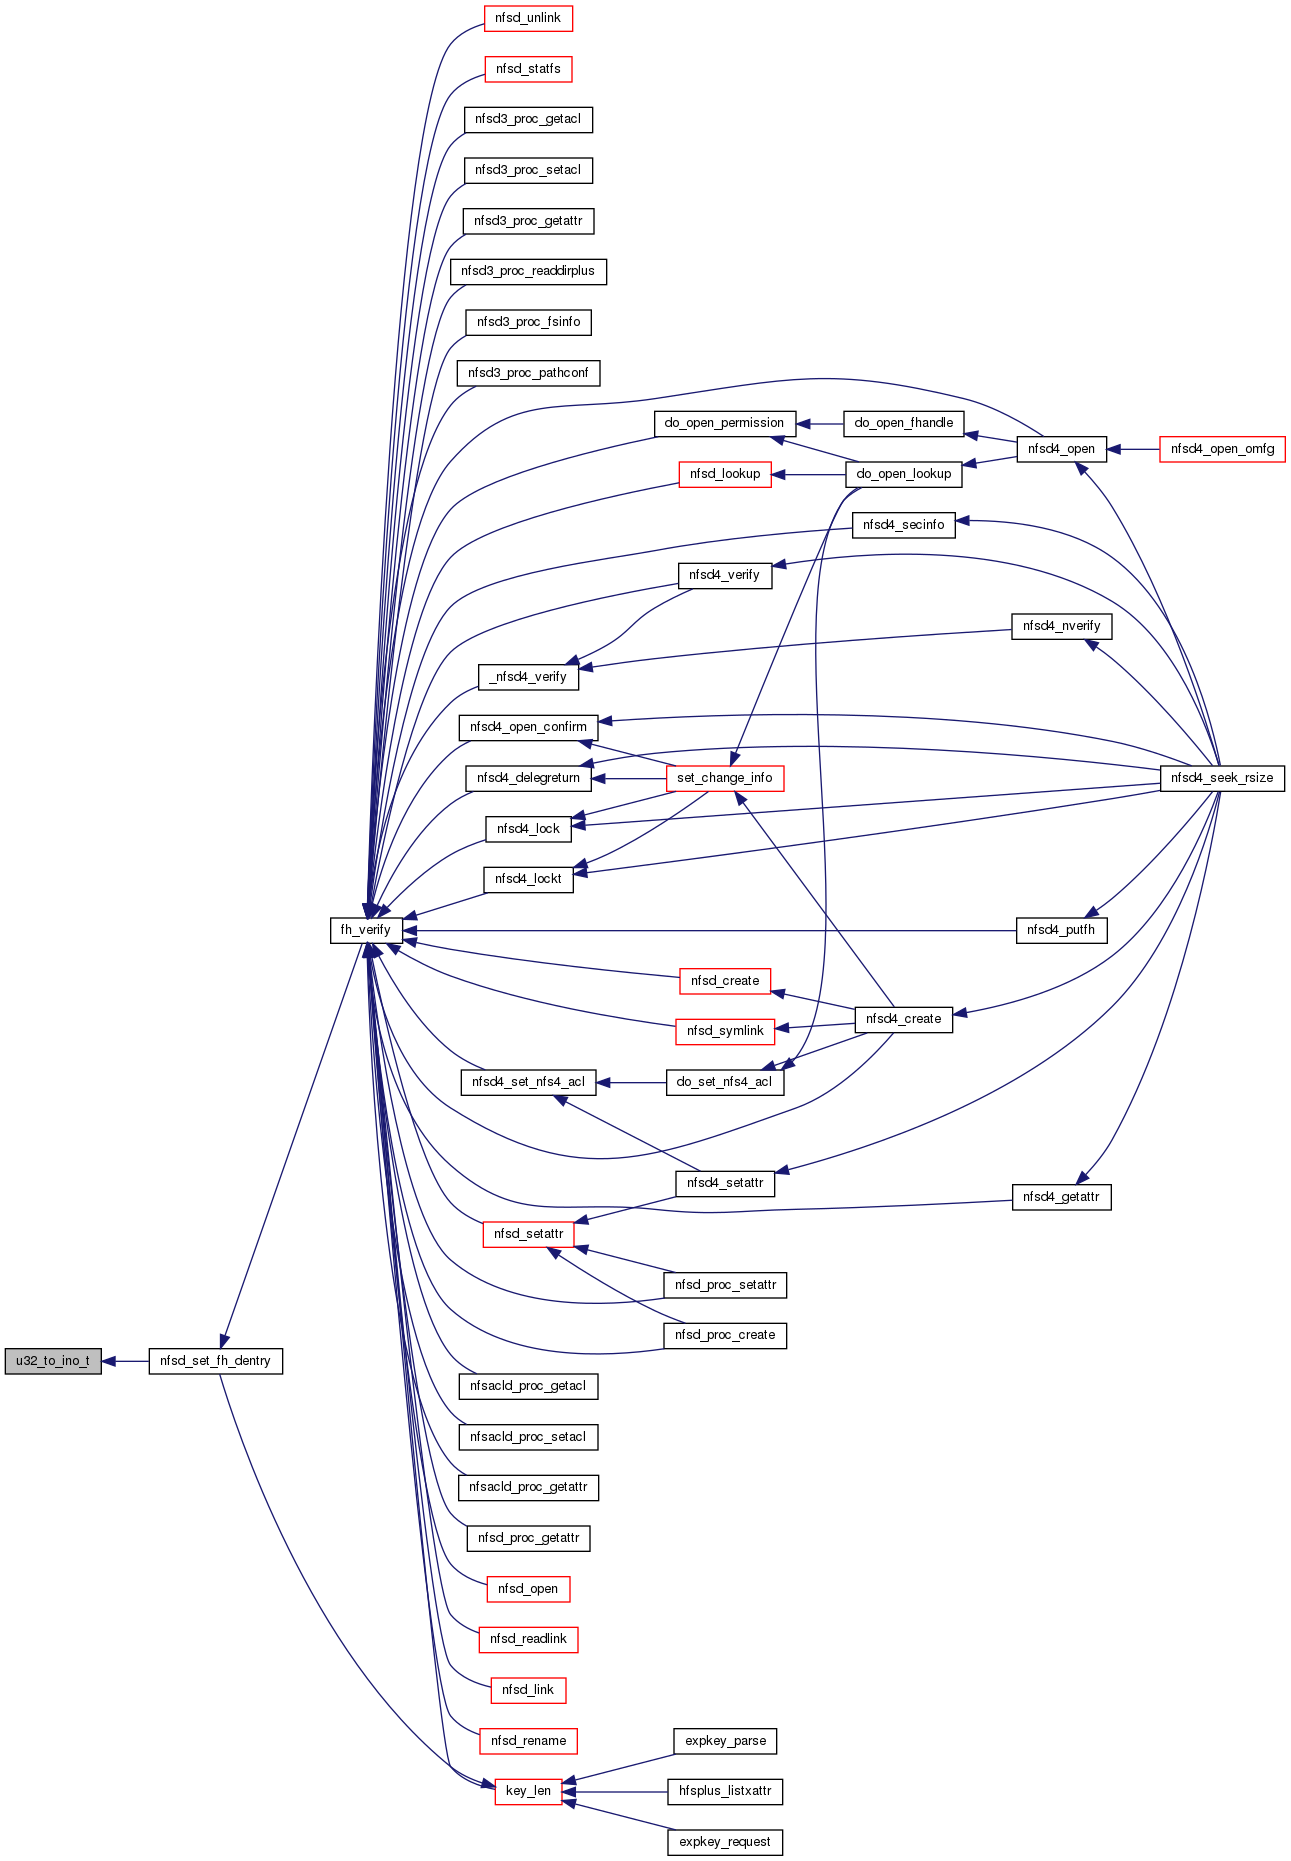 nfsd_unlink
nfsd_statfs
nfsd3_proc_getacl
nfsd3_proc_setacl
nfsd3_proc_getattr
nfsd3_proc_readdirplus
nfsd3_proc_fsinfo
nfsd3_proc_pathconf
do_open_permission
do_open_fhandle
nfsd4_open
nfsd4_open_omfg
nfsd_lookup
do_open_lookup
nfsd4_secinfo
nfsd4_verify
nfsd4_nverify
_nfsd4_verify
nfsd4_open_confirm
nfsd4_delegreturn
set_change_info
nfsd4_seek_rsize
nfsd4_lock
nfsd4_lockt
fh_verify
nfsd4_putfh
nfsd_create
nfsd4_create
nfsd_symlink
nfsd4_set_nfs4_acl
do_set_nfs4_acl
nfsd4_setattr
nfsd4_getattr
nfsd_setattr
nfsd_proc_setattr
nfsd_proc_create
u32_to_ino_t
nfsd_set_fh_dentry
nfsacld_proc_getacl
nfsacld_proc_setacl
nfsacld_proc_getattr
nfsd_proc_getattr
nfsd_open
nfsd_readlink
nfsd_link
nfsd_rename
expkey_parse
key_len
hfsplus_listxattr
expkey_request